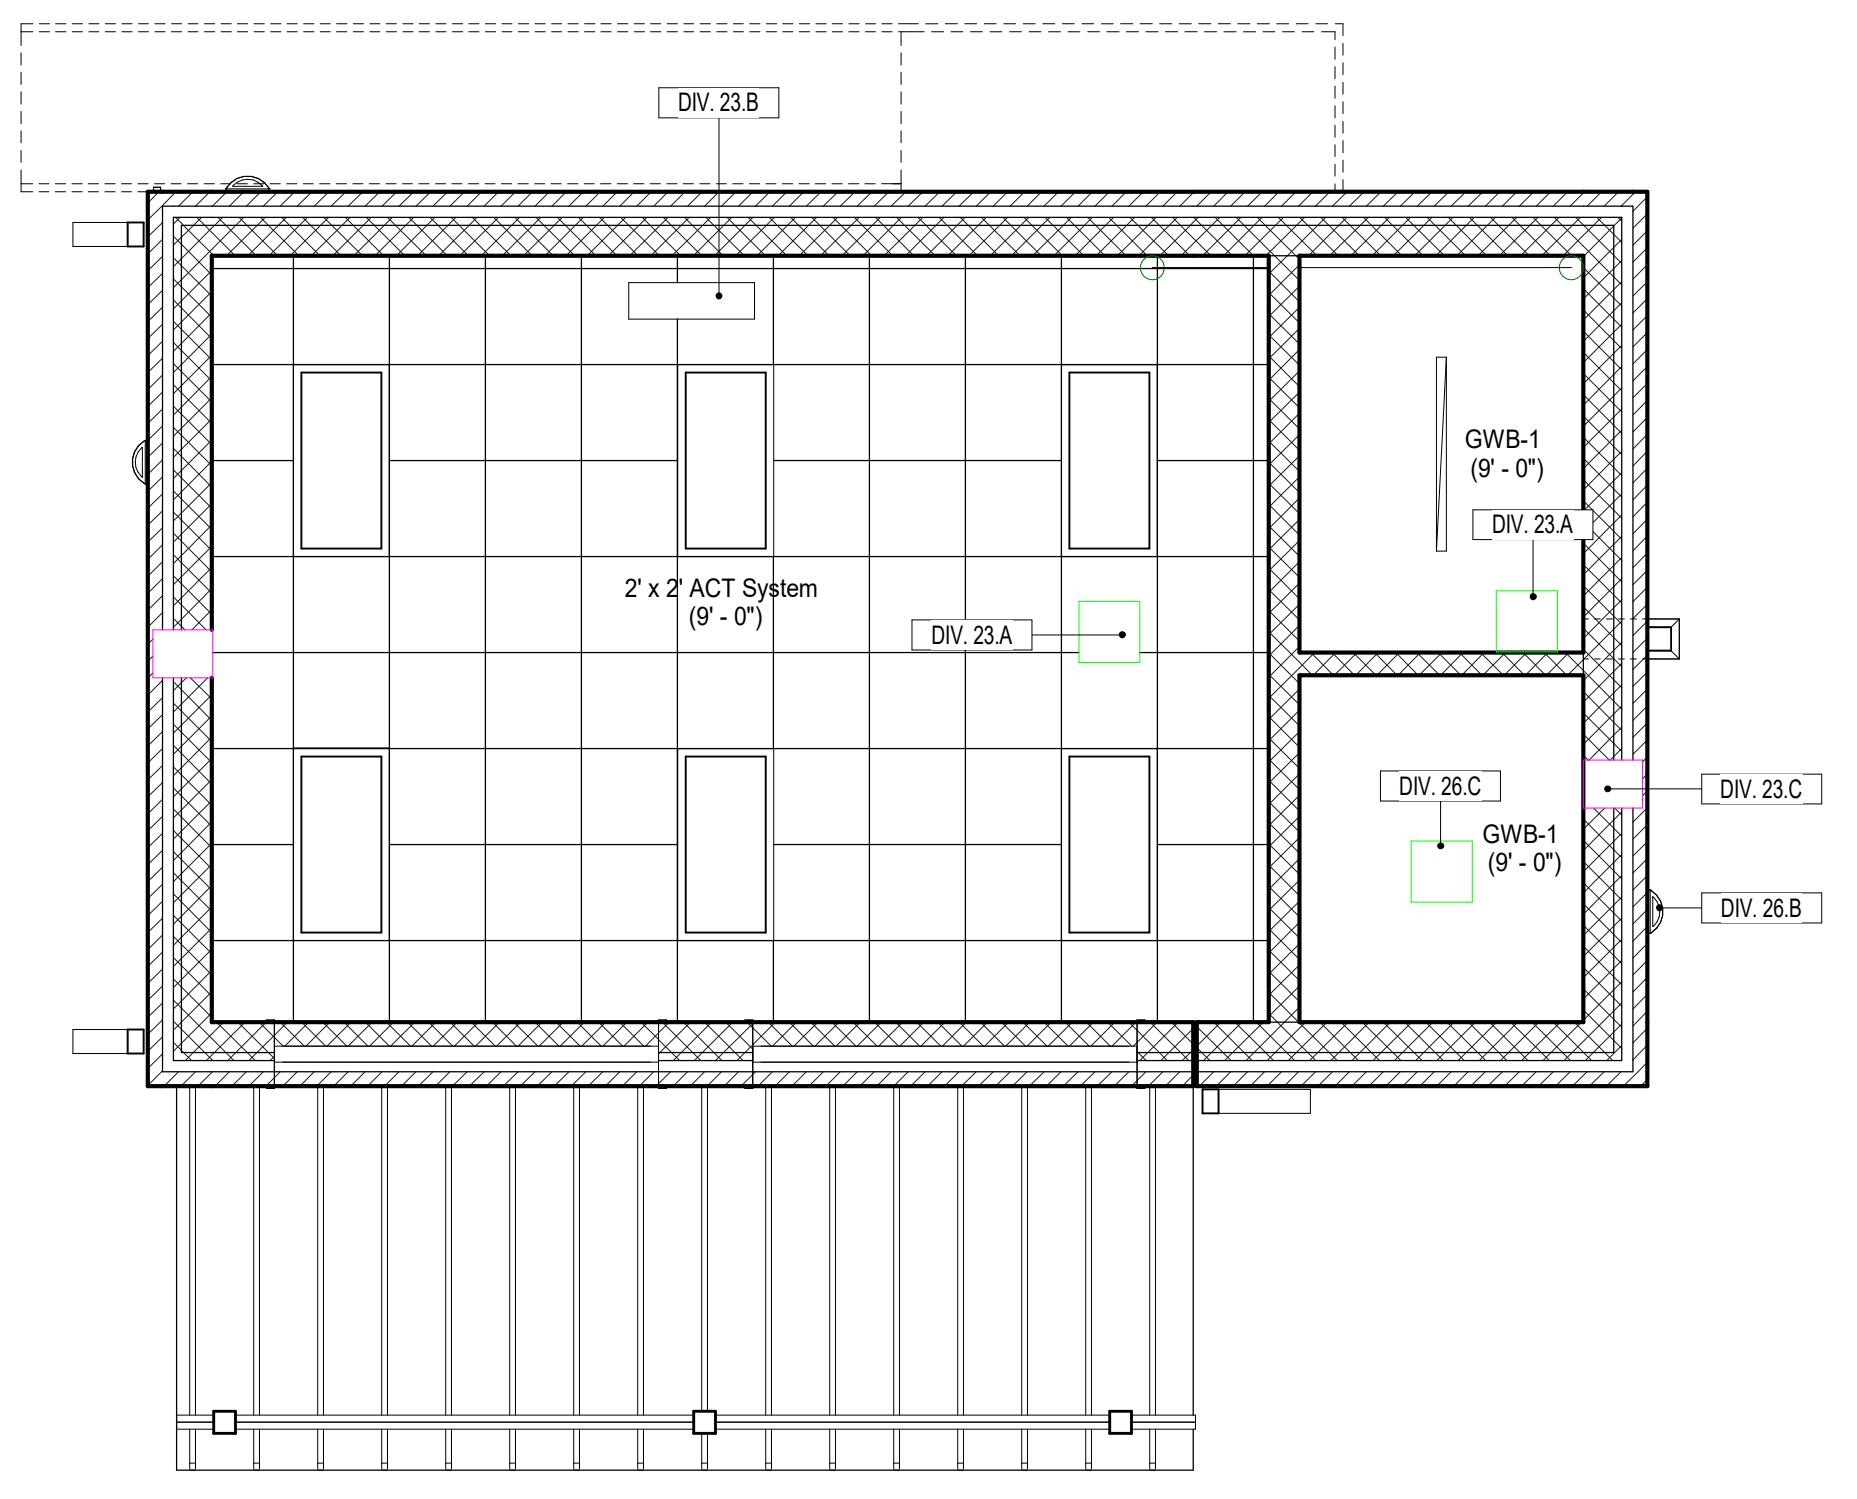 DIV. 23.B
GWB-1
(9' - 0")
DIV. 23.A
2' x 2' ACT System
(9' - 0")
DIV. 23.A
DIV. 26.C
DIV. 23.C
GWB-1
(9' - 0")
DIV. 26.B